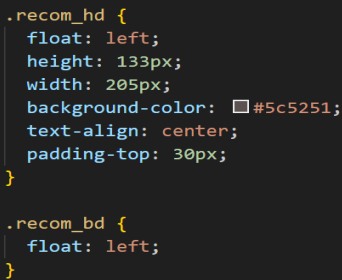 .recom_hd {
  float: left;
  height: 133px;
  width: 205px;
  background-color: #5c5251;
  text-align: center;
  padding-top: 30px;
}

.recom_bd {
  float: left;
}